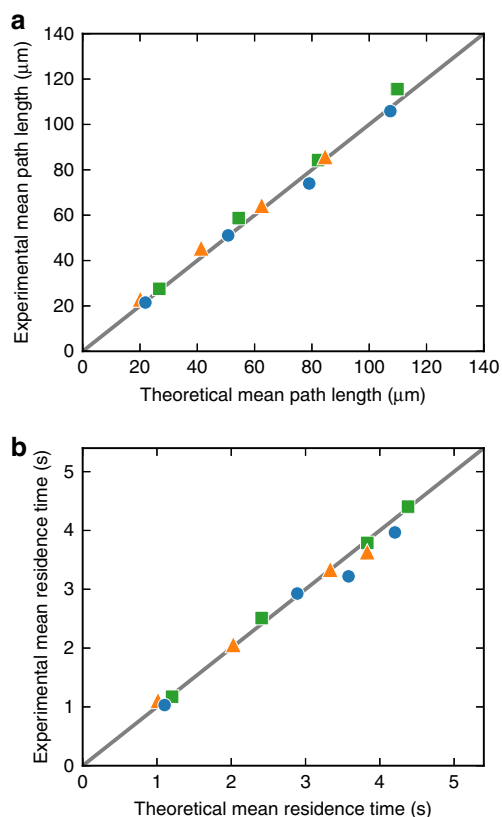 a
140
120
100
80
60
40
20
0
Experimental mean path length (μm)
0 20 40 60 80 100 120 140
Theoretical mean path length (μm)
b
5
4
3
2
1
0
Experimental mean residence time (s)
0 1 2 3 4 5
Theoretical mean residence time (s)